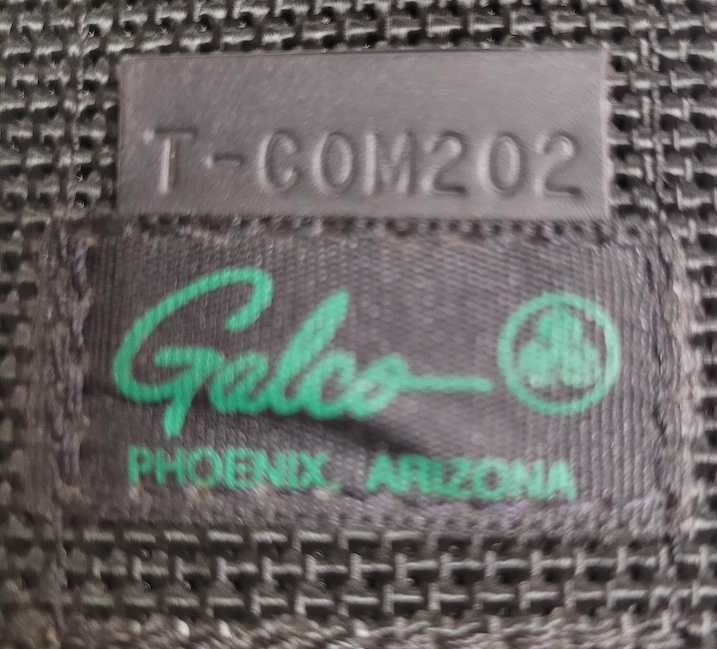 T-COM202
Galco
PHOENIX, ARIZONA